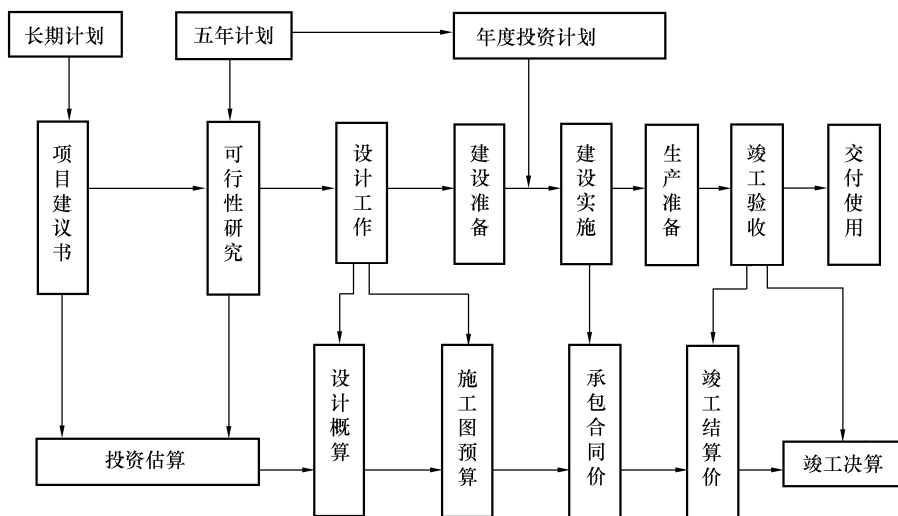 长期计划
五年计划
年度投资计划
项目建议书
可行性研究
设计工作
建设准备
建设实施
生产准备
竣工验收
交付使用
投资估算
设计概算
施工图预算
承包合同价
竣工结算价
竣工决算